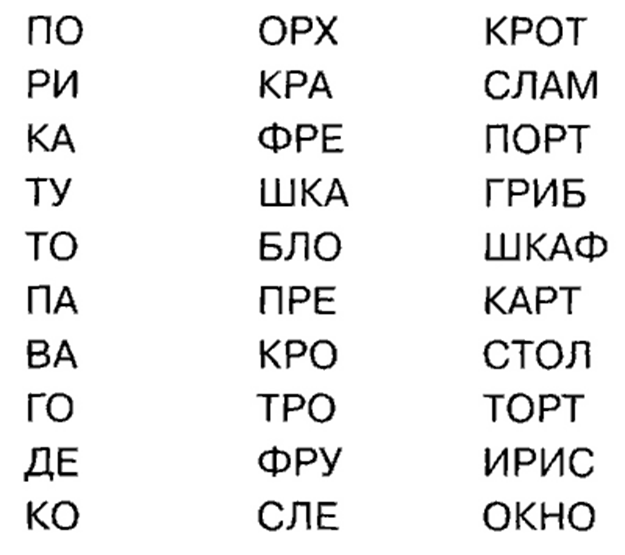 ПО ОРХ КРОТ
РИ КРА СЛАМ
КА ФРЕ ПОРТ
ТУ ШКА ГРИБ
ТО БЛО ШКАФ
ПА ПРЕ КАРТ
ВА КРО СТОЛ
ГО ТРО ТОРТ
ДЕ ФРУ ИРИС
КО СЛЕ ОКНО